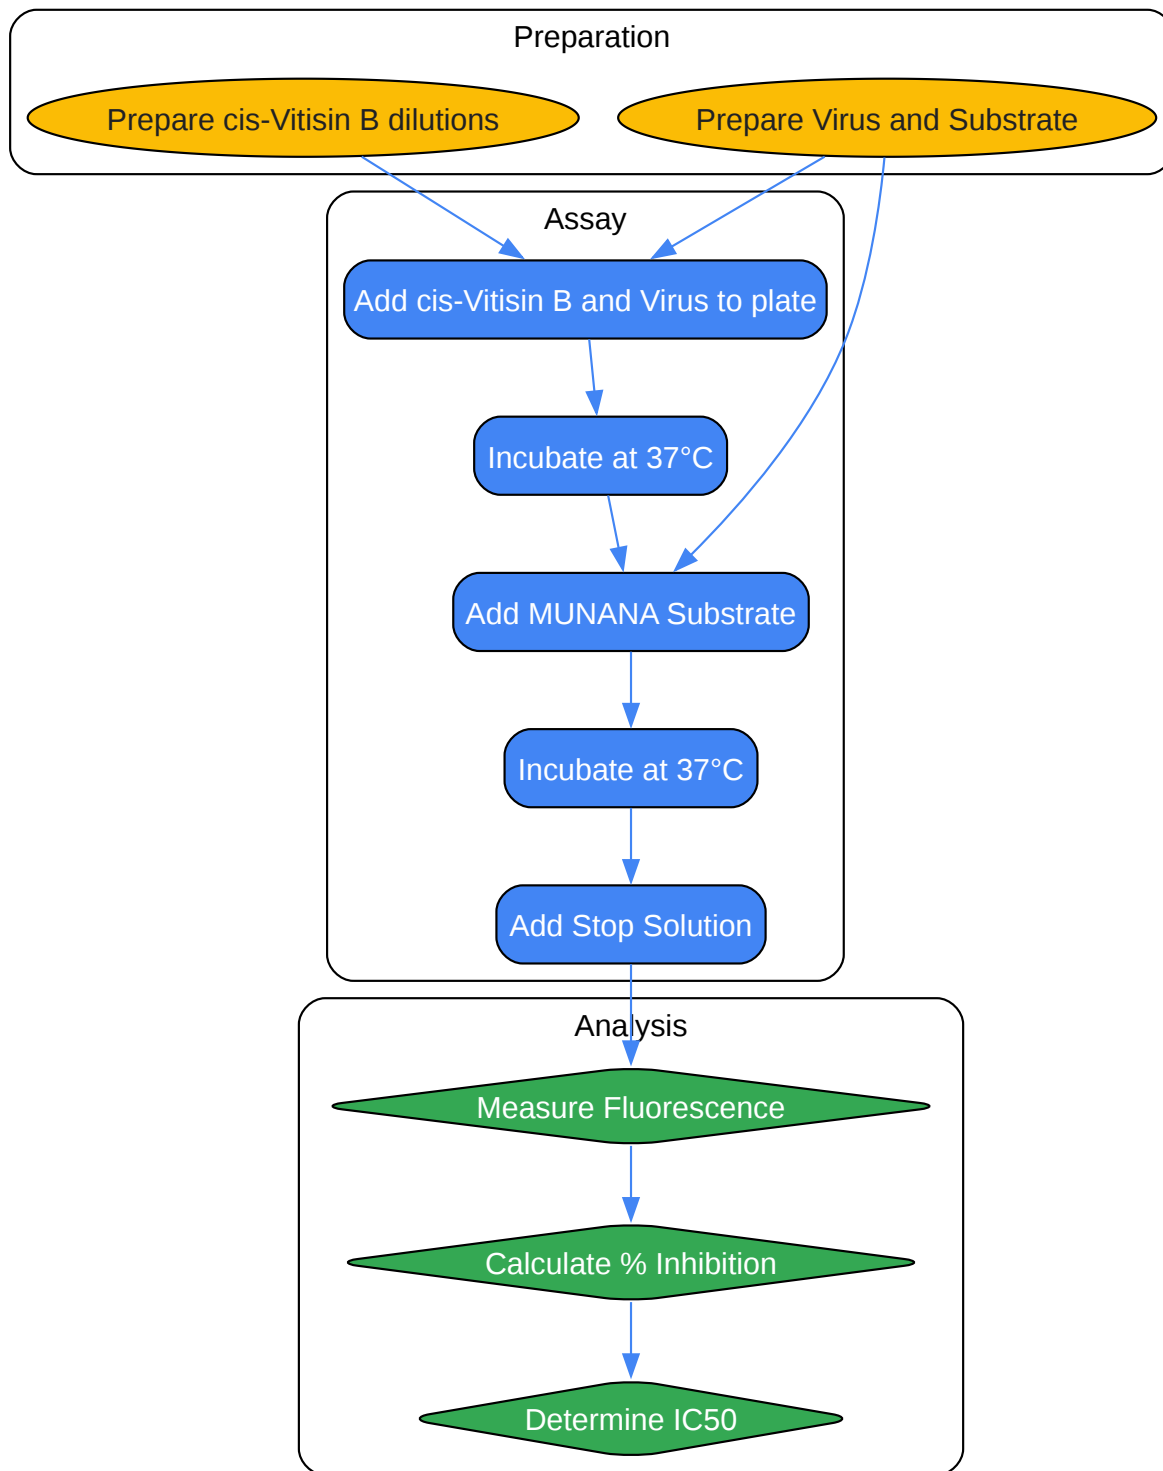 Preparation
Prepare cis-Vitisin B dilutions
Prepare Virus and Substrate
Assay
Add cis-Vitisin B and Virus to plate
Incubate at 37°C
Add MUNANA Substrate
Incubate at 37°C
Add Stop Solution
Analysis
Measure Fluorescence
Calculate % Inhibition
Determine IC50